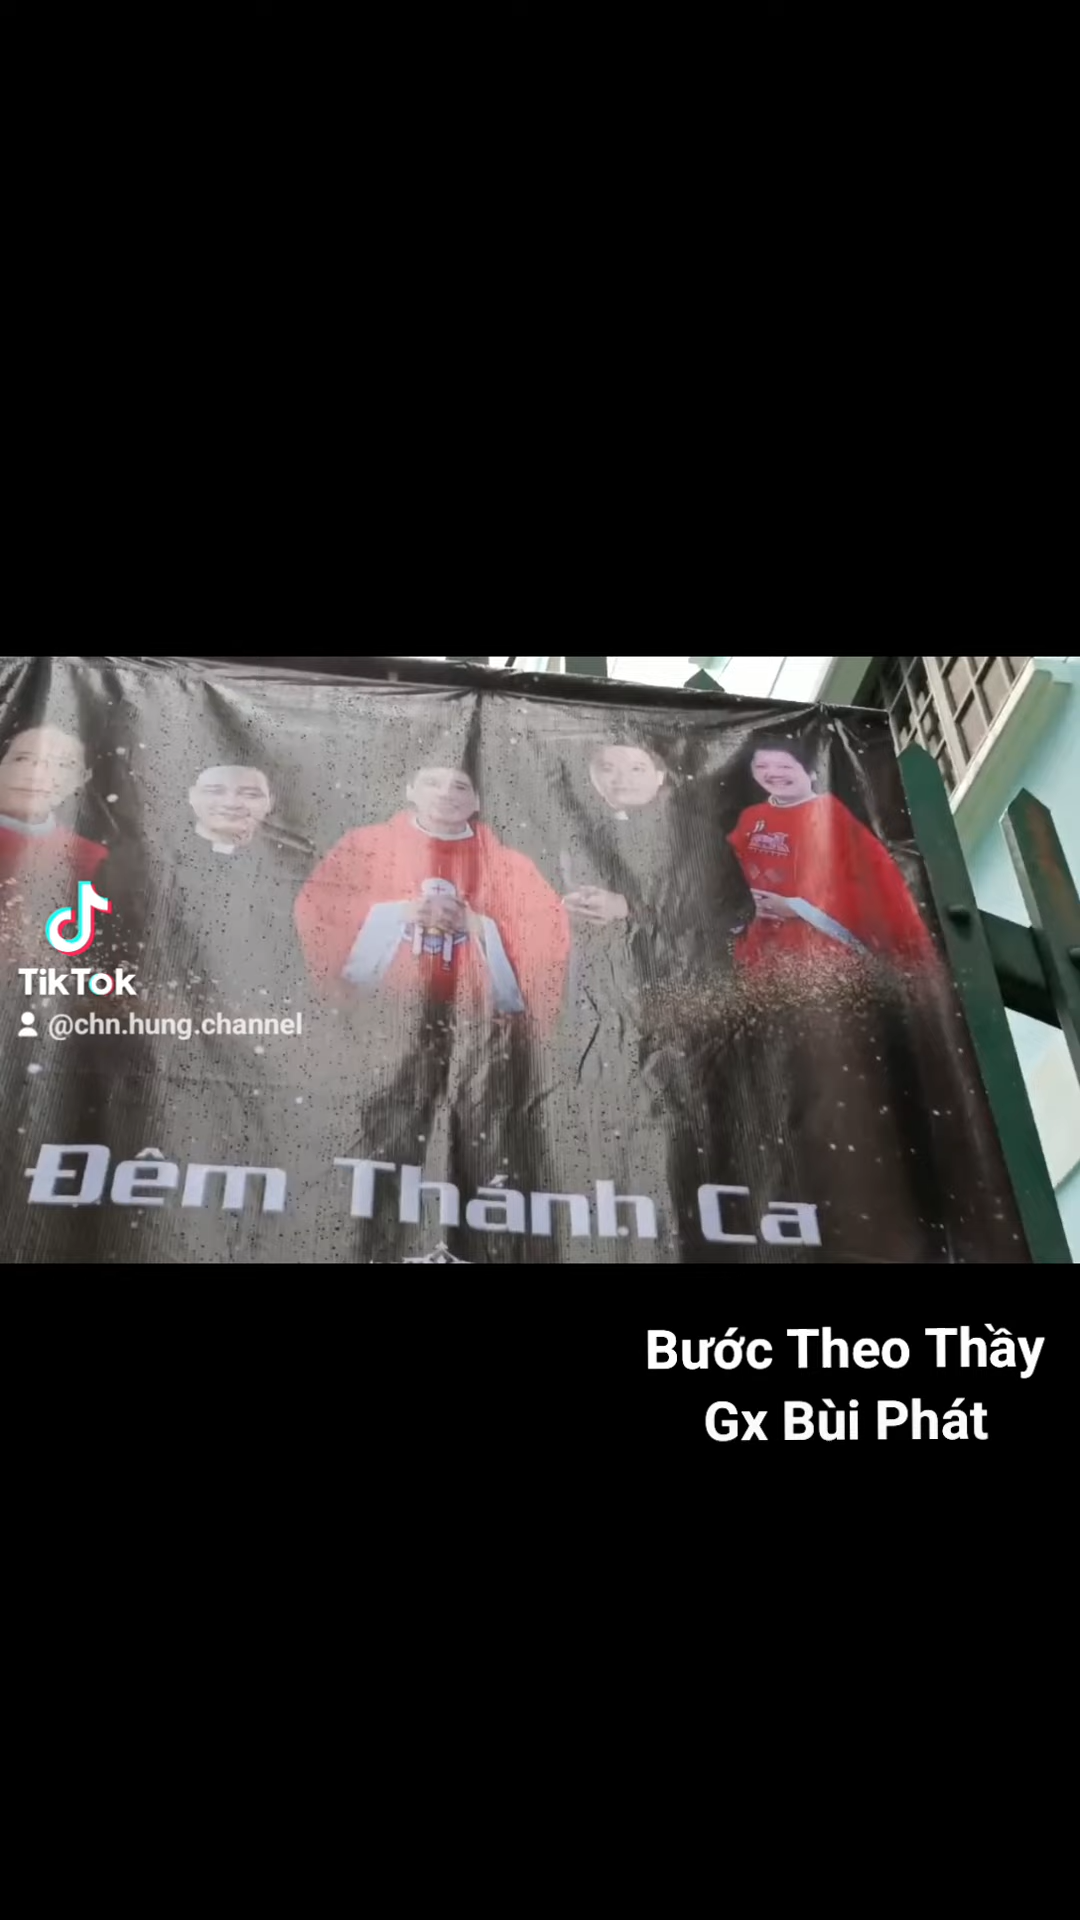 TikTok
@chn.hung.channel
Đêm Thánh Ca
Bước Theo Thầy
Gx Bùi Phát